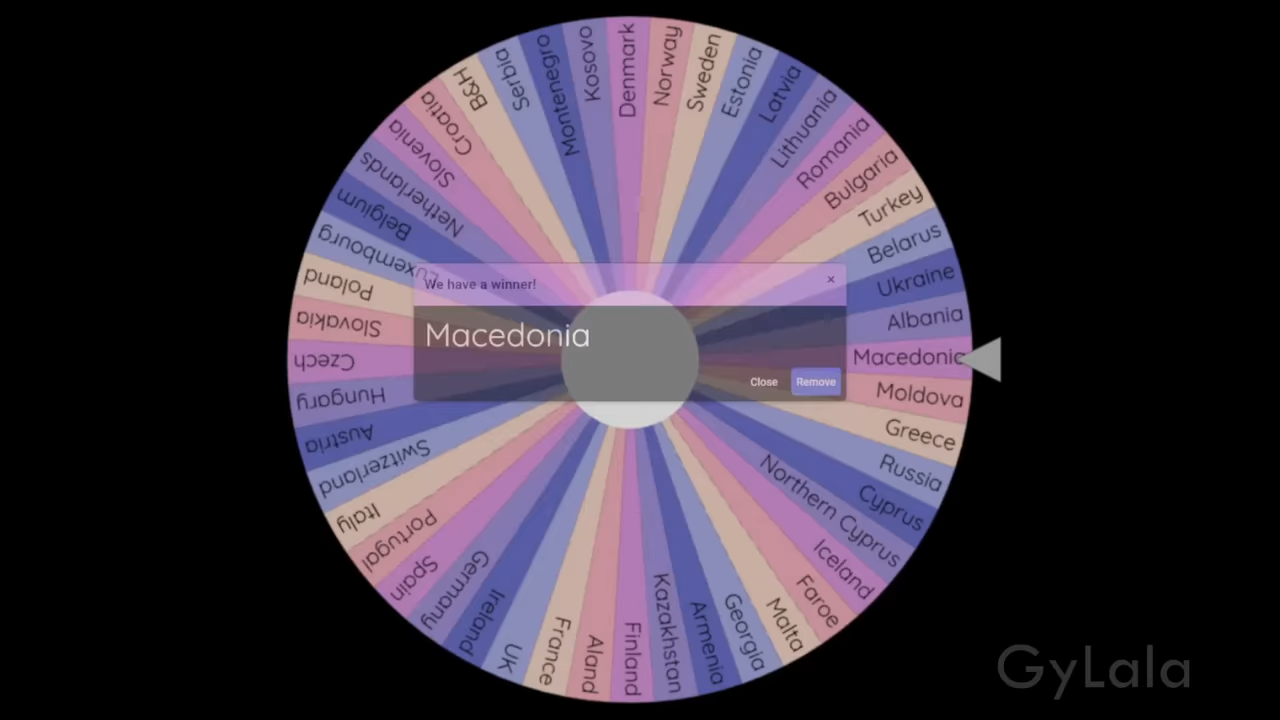 Denmark
Norway
Sweden
Estonia
Latvia
Lithuania
Romania
Bulgaria
Turkey
Belarus
Ukraine
Albania
Macedonia
Moldova
Greece
Russia
Cyprus
Northern Cyprus
Iceland
Faroe
Malta
Georgia
Armenia
Kazakhstan
Finland
Aland
France
UK
Ireland
Germany
Spain
Portugal
Italy
Switzerland
Austria
Hungary
Czech
Slovakia
Poland
Luxembourg
Belgium
Netherlands
Slovenia
Croatia
B&H
Serbia
Montenegro
Kosovo
We have a winner!
×
Macedonia
Close Remove
GyLala